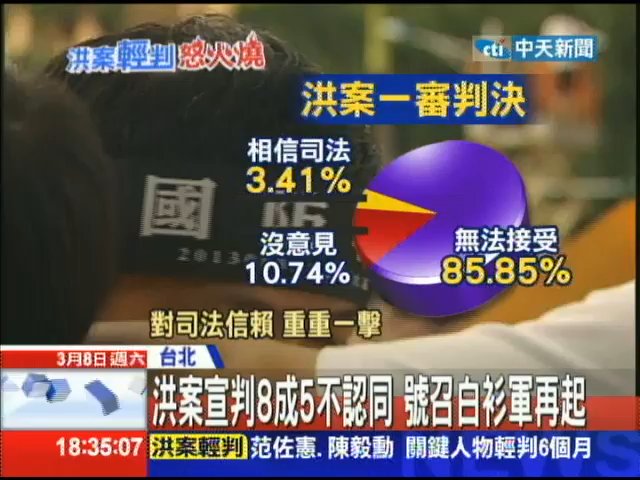 洪案輕判 怒火燒
cti 中天新聞
洪案一審判決
相信司法
3.41%
沒意見
10.74%
無法接受
85.85%
國
2013
對司法信賴 重重一擊
3月8日週六
台北
洪案宣判8成5不認同 號召白衫軍再起
18:35:07
洪案輕判 范佐憲.陳毅勳 關鍵人物輕判6個月
NEWS